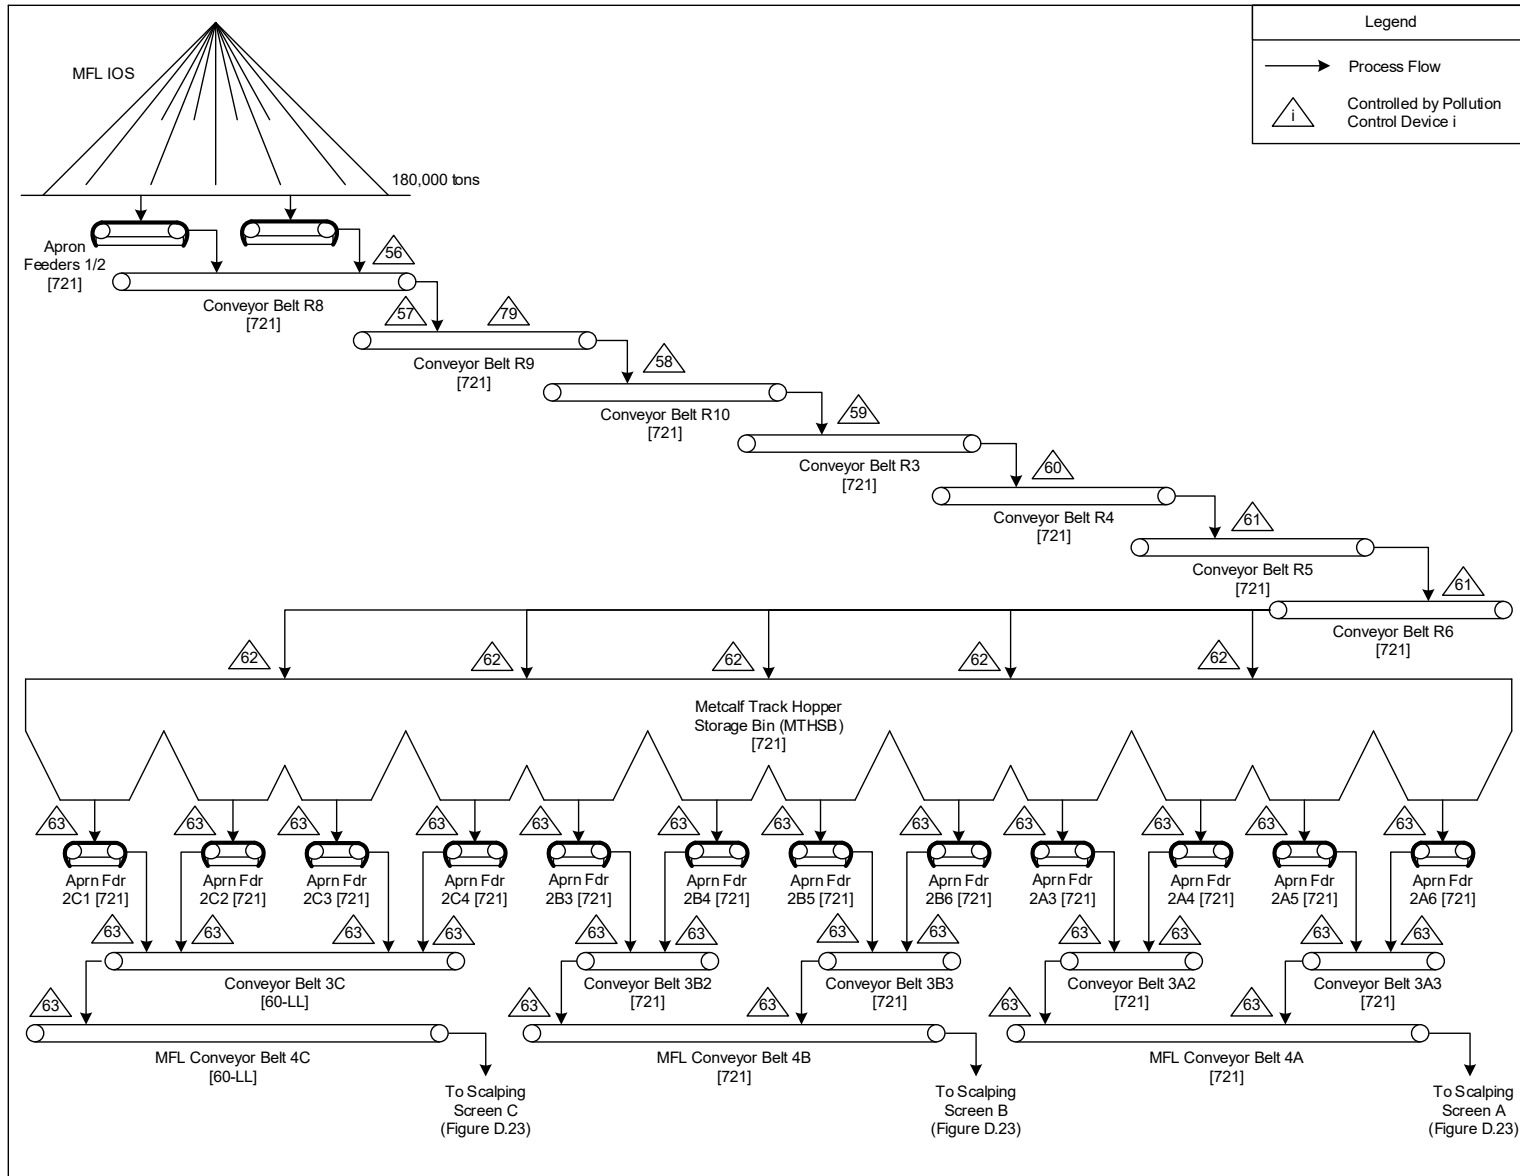 Legend
Process Flow
i
Controlled by Pollution
Control Device i
MFL IOS
180,000 tons
Apron
Feeders 1/2
[721]
56
Conveyor Belt R8
[721]
57
79
Conveyor Belt R9
[721]
58
Conveyor Belt R10
[721]
59
Conveyor Belt R3
[721]
60
Conveyor Belt R4
[721]
61
Conveyor Belt R5
[721]
61
Conveyor Belt R6
[721]
62
62
62
62
62
Metcalf Track Hopper
Storage Bin (MTHSB)
[721]
63
63
63
63
63
63
63
63
63
63
63
63
Aprn Fdr
2C1 [721]
Aprn Fdr
2C2 [721]
Aprn Fdr
2C3 [721]
Aprn Fdr
2C4 [721]
Aprn Fdr
2B3 [721]
Aprn Fdr
2B4 [721]
Aprn Fdr
2B5 [721]
Aprn Fdr
2B6 [721]
Aprn Fdr
2A3 [721]
Aprn Fdr
2A4 [721]
Aprn Fdr
2A5 [721]
Aprn Fdr
2A6 [721]
63
63
63
63
63
63
63
63
63
63
63
63
Conveyor Belt 3C
[60-LL]
Conveyor Belt 3B2
[721]
Conveyor Belt 3B3
[721]
Conveyor Belt 3A2
[721]
Conveyor Belt 3A3
[721]
63
63
63
63
63
MFL Conveyor Belt 4C
[60-LL]
MFL Conveyor Belt 4B
[721]
MFL Conveyor Belt 4A
[721]
To Scalping
Screen C
(Figure D.23)
To Scalping
Screen B
(Figure D.23)
To Scalping
Screen A
(Figure D.23)